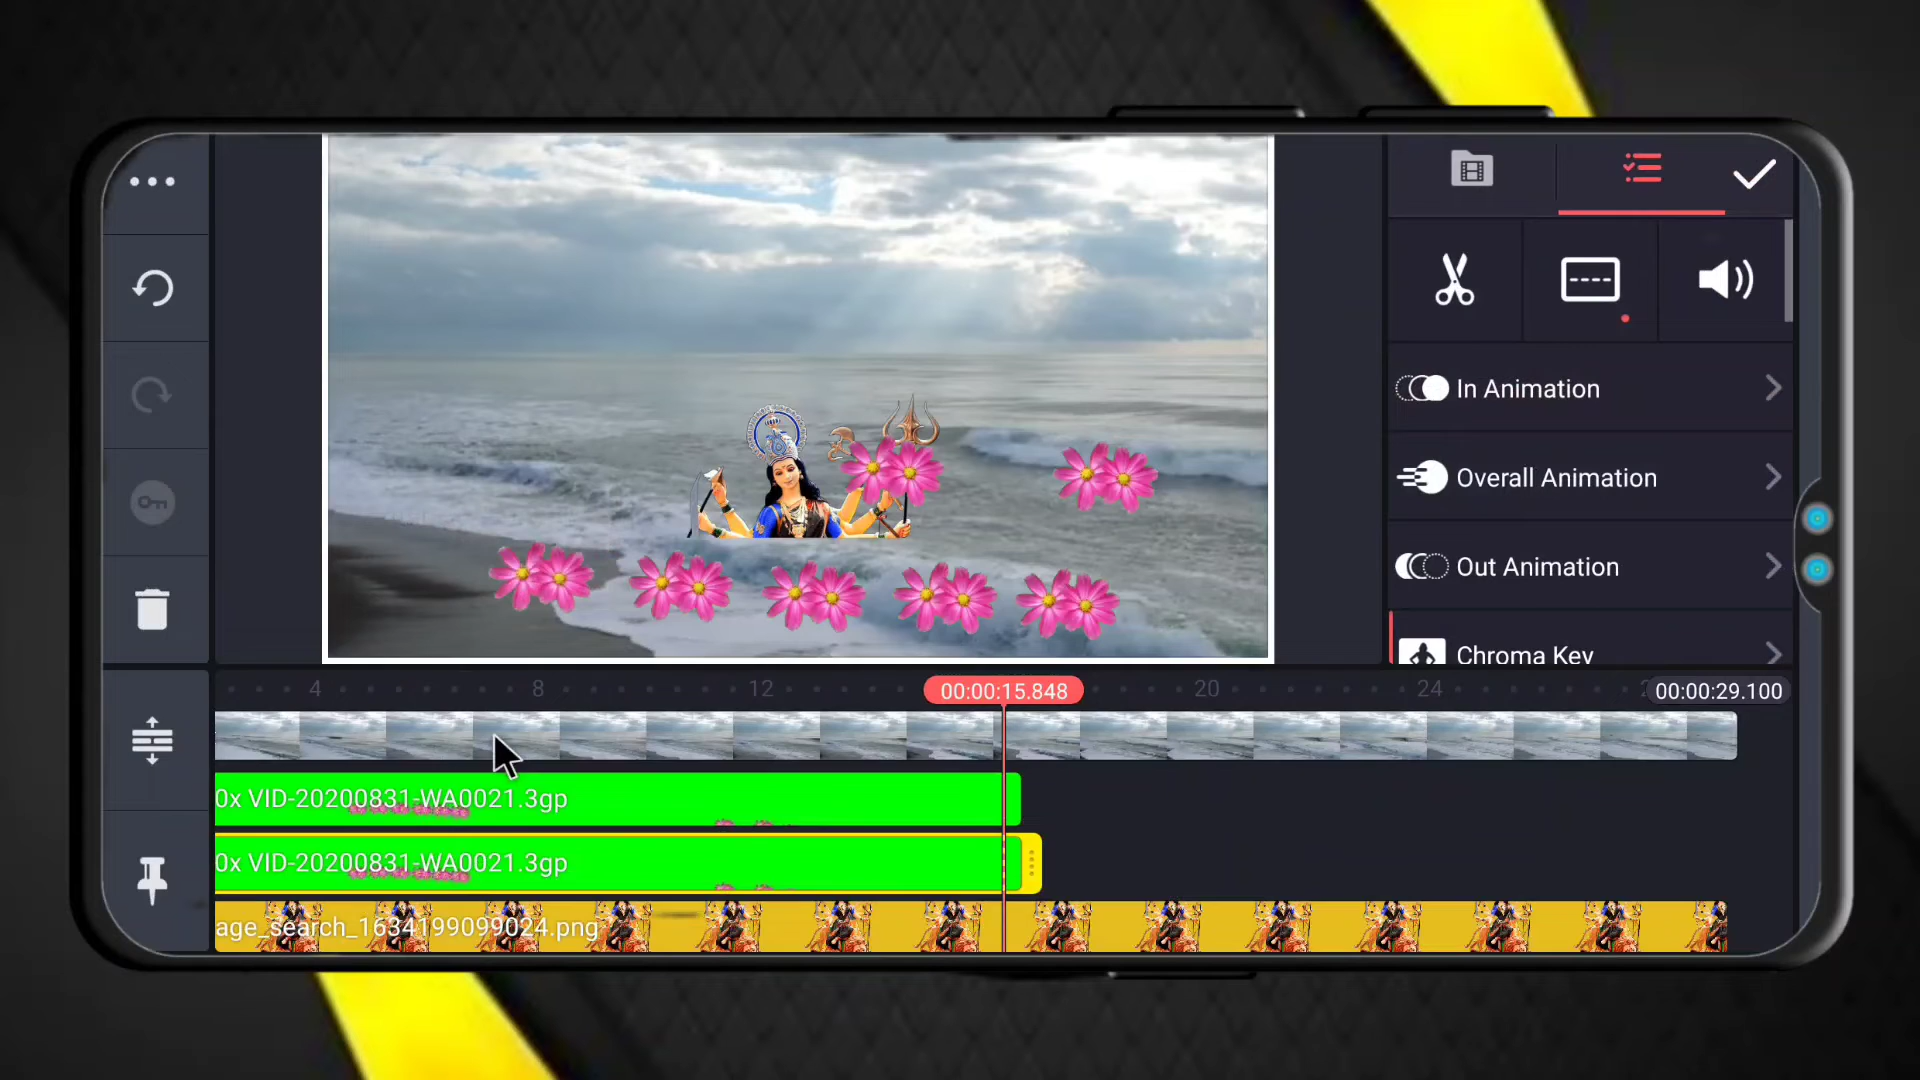 In Animation
Overall Animation
Out Animation
Chroma Key
4
8
12
00:00:15.848
20
24
00:00:29.100
0x VID-20200831-WA0021.3gp
0x VID-20200831-WA0021.3gp
age_search_1634199099024.png